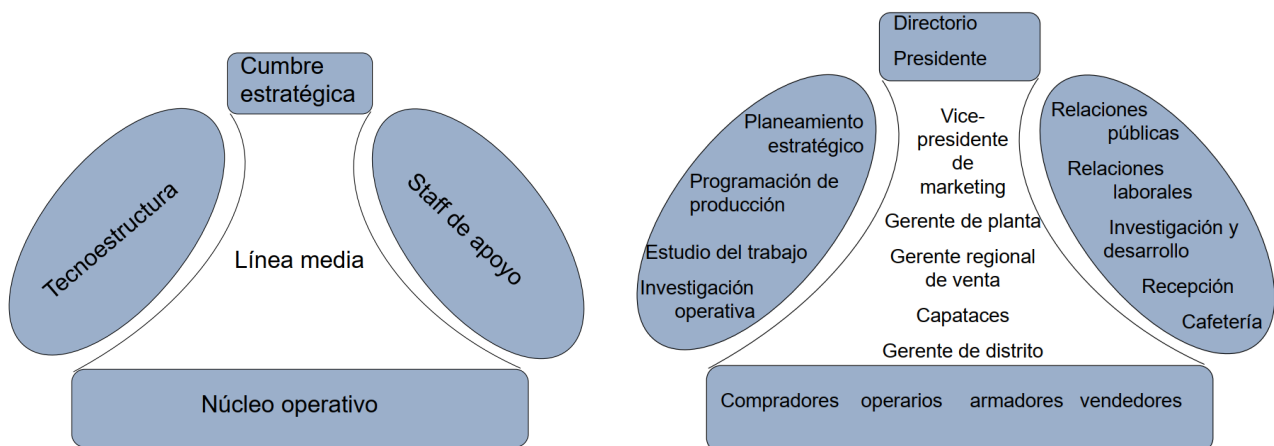 Cumbre
estratégica
Tecnoestructura
Línea media
Staff de apoyo
Núcleo operativo
Directorio
Presidente
Planeamiento
estratégico
Programación de
producción
Estudio del trabajo
Investigación
operativa
Vice-
presidente
de
marketing
Gerente de planta
Gerente regional
de venta
Capataces
Gerente de distrito
Relaciones
públicas
Relaciones
laborales
Investigación y
desarrollo
Recepción
Cafetería
Compradores operarios armadores vendedores